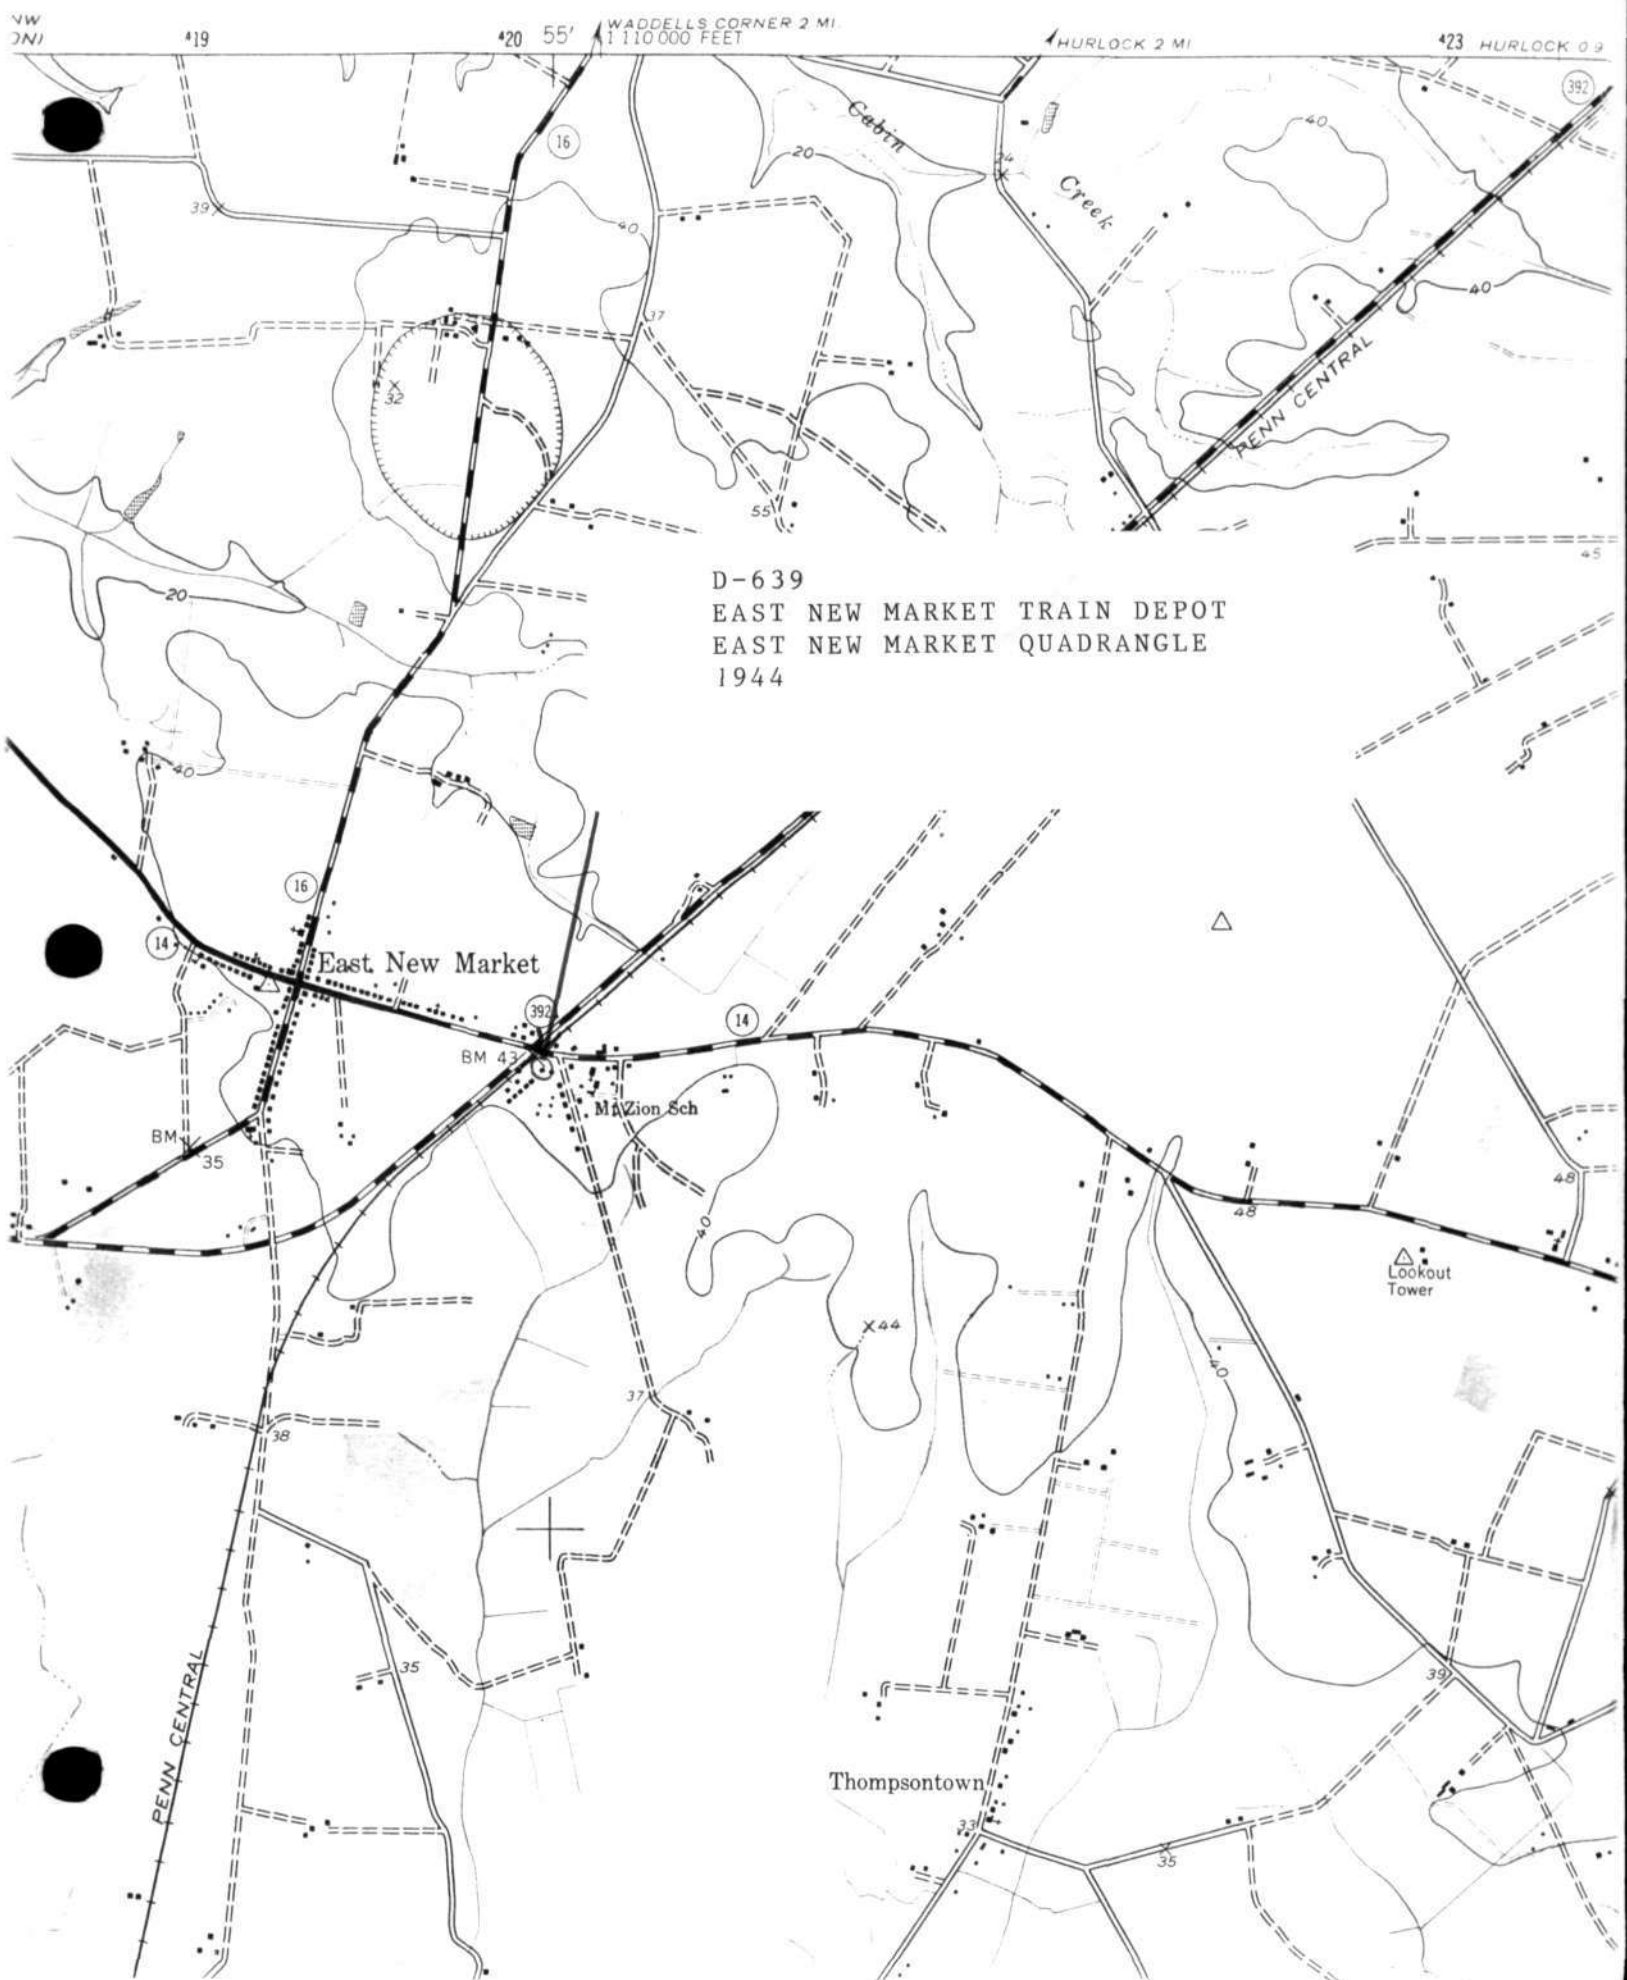 419
420
55'
WADDELLS CORNER 2 MI.
1 110 000 FEET
HURLOCK 2 MI
423
HURLOCK 0.9
392
16
Cabin
Creek
24
20
40
39
40
37
40
32
PENN CENTRAL
55
45
20
D-639
EAST NEW MARKET TRAIN DEPOT
EAST NEW MARKET QUADRANGLE
1944
40
16
14
East New Market
392
14
BM 43
Mt Zion Sch
BM
35
40
48
48
Lookout
Tower
44
40
37
38
35
39
PENN CENTRAL
Thompsontown
33
35